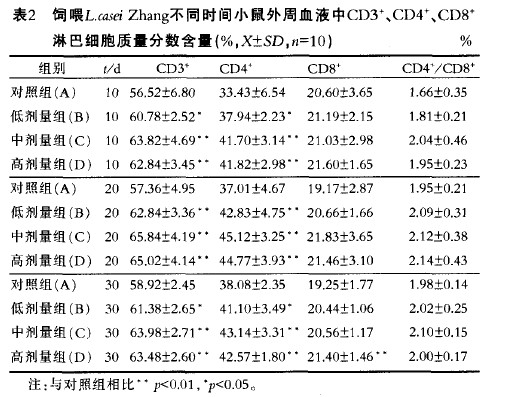 表2 饲喂L.casei Zhang不同时间小鼠外周血液中CD3⁺、CD4⁺、CD8⁺
淋巴细胞质量分数含量(%, X±SD, n=10) %
组别 t/d CD3⁺ CD4⁺ CD8⁺ CD4⁺/CD8⁺
对照组(A) 10 56.52±6.80 33.43±6.54 20.60±3.65 1.66±0.35
低剂量组(B) 10 60.78±2.52* 37.94±2.23* 21.19±2.15 1.81±0.21
中剂量组(C) 10 63.82±4.69** 41.70±3.14** 21.03±2.98 2.04±0.46
高剂量组(D) 10 62.84±3.45** 41.82±2.98** 21.60±1.65 1.95±0.23
对照组(A) 20 57.36±4.95 37.01±4.67 19.17±2.87 1.95±0.21
低剂量组(B) 20 62.84±3.36** 42.83±4.75** 20.66±1.66 2.09±0.31
中剂量组(C) 20 65.84±4.19** 45.12±3.25** 21.83±3.65 2.12±0.38
高剂量组(D) 20 65.02±4.14** 44.77±3.93** 21.46±3.10 2.14±0.43
对照组(A) 30 58.92±2.45 38.08±2.35 19.25±1.77 1.98±0.14
低剂量组(B) 30 61.38±2.65* 41.10±3.49* 20.44±1.06 2.02±0.25
中剂量组(C) 30 63.98±2.71** 43.14±3.31** 20.56±1.17 2.10±0.15
高剂量组(D) 30 63.48±2.60** 42.57±1.80** 21.40±1.46** 2.00±0.17
注:与对照组相比** p<0.01,*p<0.05。